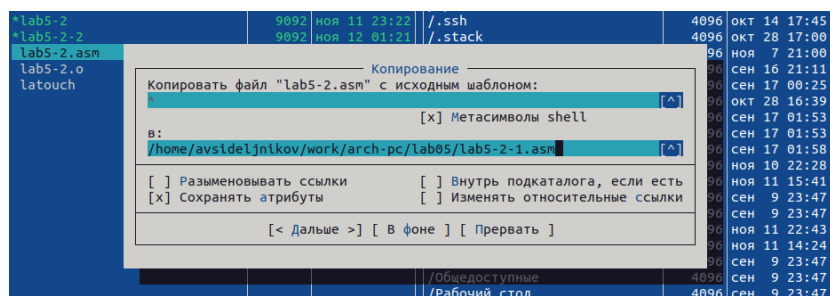 *lab5-2 9092 ноя 11 23:22 /.ssh 4096 окт 14 17:45
*lab5-2-2 9092 ноя 12 01:21 /.stack 4096 окт 28 17:00
lab5-2.asm 96 ноя 7 21:00
lab5-2.o 96 сен 16 21:11
latouch 96 сен 17 00:25
Копирование
Копировать файл "lab5-2.asm" с исходным шаблоном:
* [^] 96 окт 28 16:39
[x] Метасимволы shell 96 сен 17 01:53
в: 96 сен 17 01:53
/home/avsideljnikov/work/arch-pc/lab05/lab5-2-1.asm [^] 96 сен 17 01:58
96 ноя 10 22:28
[ ] Разыменовывать ссылки [ ] Внутрь подкаталога, если есть 96 ноя 11 15:41
[x] Сохранять атрибуты [ ] Изменять относительные ссылки 96 сен 9 23:47
96 сен 9 23:47
[< Дальше >] [ В фоне ] [ Прервать ] 96 ноя 11 22:43
96 ноя 11 14:24
96 сен 9 23:47
/Общедоступные 4096 сен 9 23:47
/Рабочий стол 4096 сен 9 23:47